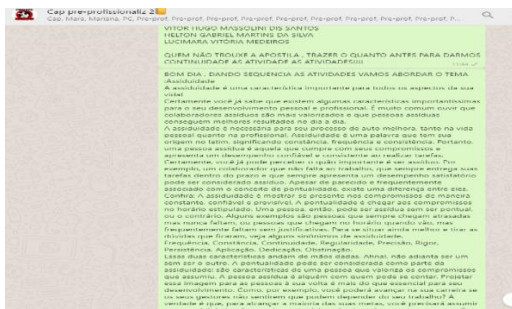 Cap pre-profissionaliz 2
Cap, Mara, Mariana, PC, Pre-prof, Pre-prof, Pre-prof, Pre-prof, Pre-prof, Pre-prof, Pre-prof, Pre-prof, P...
VITOR HUGO MASSOLINI DIS SANTOS
HELTON GABRIEL MARTINS DA SILVA
LUCIMARA VITÓRIA MEDEIROS
QUEM NÃO TROUXE A APOSTILA , TRAZER O QUANTO ANTES PARA DARMOS
CONTINUIDADE AS ATIVIDADE AS ATIVIDADES!!!!
BOM DIA , DANDO SEQUENCIA AS ATIVIDADES VAMOS ABORDAR O TEMA
:Assiduidade
A assiduidade é uma característica importante para todos os aspectos da sua
vida!
Certamente você já sabe que existem algumas características importantíssimas
para o seu desenvolvimento pessoal e profissional. É muito comum ouvir que
colaboradores assíduos são mais valorizados e que pessoas assíduas
conseguem melhores resultados no dia a dia.
A assiduidade é necessária para seu processo de auto melhora, tanto na vida
pessoal quanto na profissional. Assiduidade é uma palavra que tem sua
origem no latim, significando constância, frequência e consistência. Portanto,
uma pessoa assídua é aquela que cumpre com seus compromissos e
apresenta um desempenho confiável e consistente ao realizar tarefas.
Certamente, você já pode perceber o quão importante é ser assíduo. Por
exemplo, um colaborador que não falta ao trabalho, que sempre entrega suas
tarefas dentro do prazo e que sempre apresenta um desempenho satisfatório
pode ser considerado assíduo. Apesar de parecido e frequentemente
associado com o conceito de pontualidade, existe uma diferença entre eles.
Confira: A assiduidade é mostrar se presente nos compromissos de maneira
constante, confiável e previsível. A pontualidade é chegar aos compromissos
no horário estipulado. Uma pessoa, então, pode ser assídua sem ser pontual
ou o contrário. Alguns exemplos são pessoas que sempre chegam atrasadas
mas nunca faltam, ou pessoas que chegam no horário quando vão, mas
frequentemente faltam sem justificativas. Para se situar ainda melhor e tirar as
dúvidas que ficaram, veja alguns sinônimos de assiduidade.
Frequência, Constância, Continuidade, Regularidade, Precisão, Rigor,
Persistência, Aplicação, Dedicação, Obstinação.
Essas duas características andam de mãos dadas. Afinal, não adianta ser um
sem ser o outro. A pontualidade pode ser considerada como parte da
assiduidade: são características de uma pessoa que valoriza os compromissos
que assumiu. A pessoa assídua é alguém com quem pode se contar. Projetar
essa imagem para as pessoas à sua volta é mais do que essencial para seu
desenvolvimento. Como, por exemplo, você poderá avançar na sua carreira se
os seus gestores não sentirem que podem depender do seu trabalho? A
verdade é que, para alcançar a maioria das suas metas, você precisará assumir